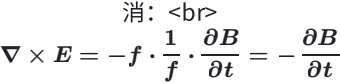 消：<br>
∇ × E = −f · 1/f · ∂B/∂t = − ∂B/∂t